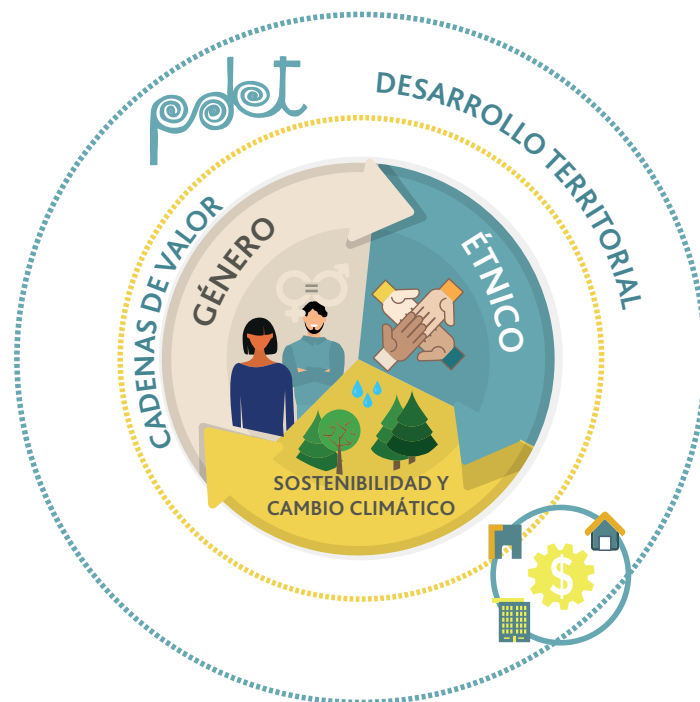 pdet
DESARROLLO TERRITORIAL
CADENAS DE VALOR
GÉNERO
ÉTNICO
SOSTENIBILIDAD Y
CAMBIO CLIMÁTICO
$